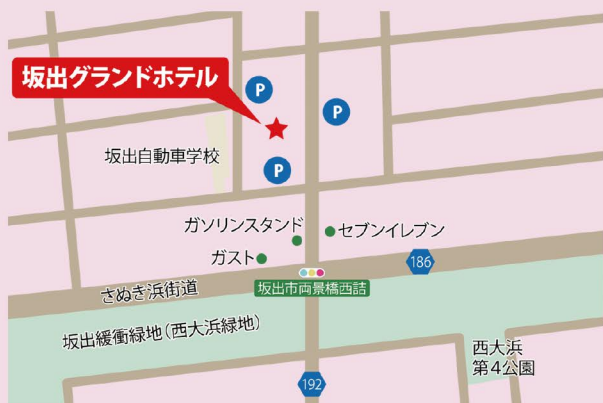 坂出グランドホテル
P
P
P
坂出自動車学校
ガソリンスタンド
セブンイレブン
ガスト
186
さぬき浜街道
坂出市両景橋西詰
坂出緩衝緑地(西大浜緑地)
西大浜
第4公園
192